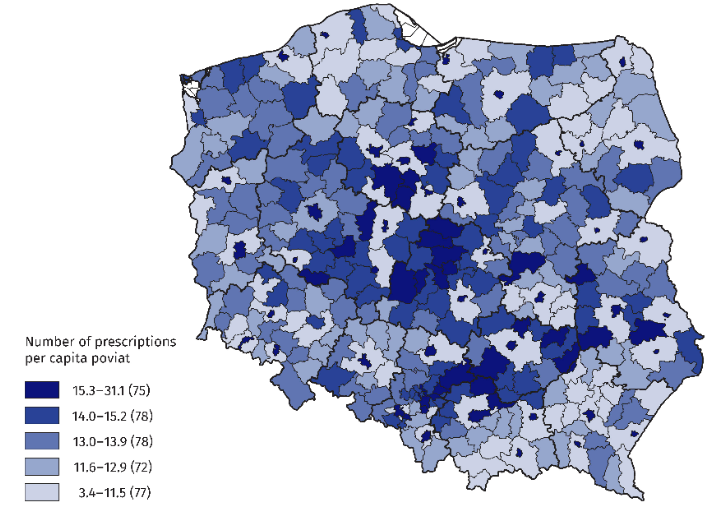 Number of prescriptions
per capita poviat
15.3–31.1 (75)
14.0–15.2 (78)
13.0–13.9 (78)
11.6–12.9 (72)
3.4–11.5 (77)